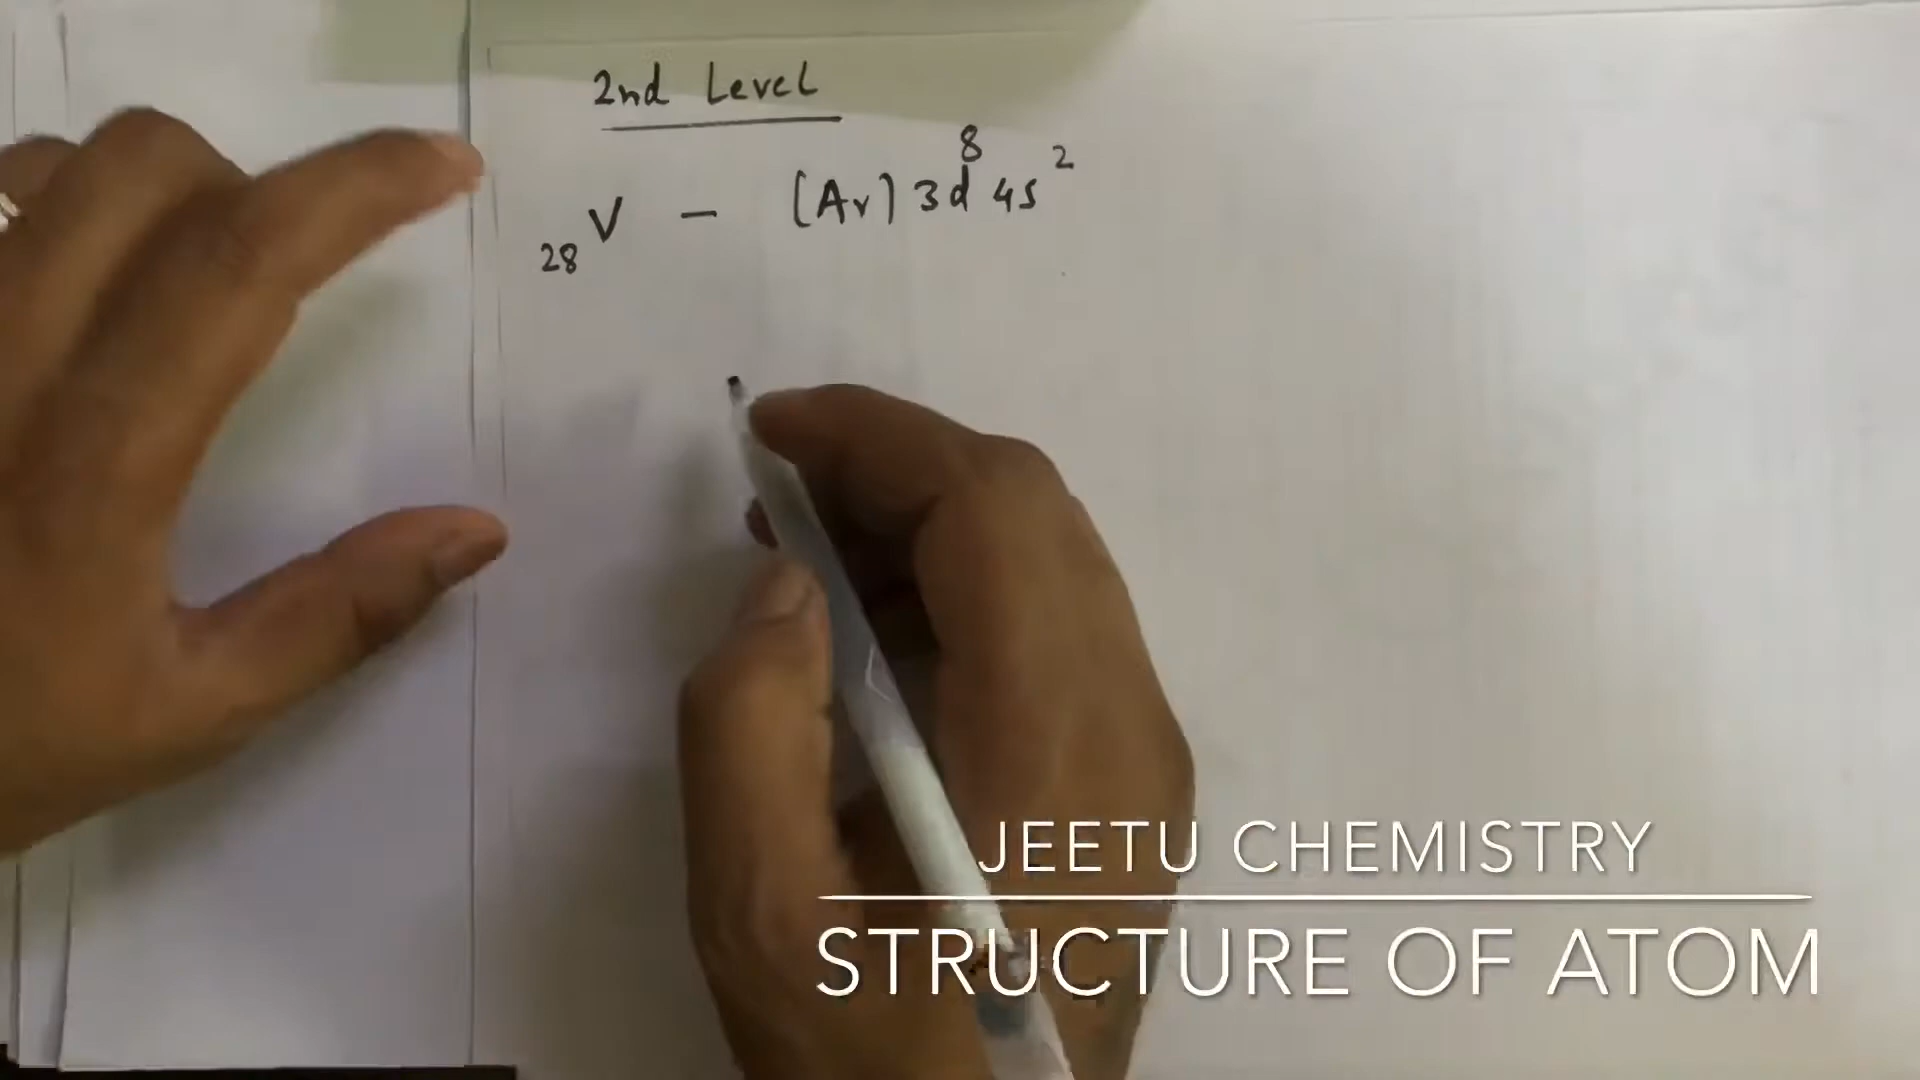 2nd Level
28V - [Ar] 3d8 4s2
JEETU CHEMISTRY
STRUCTURE OF ATOM